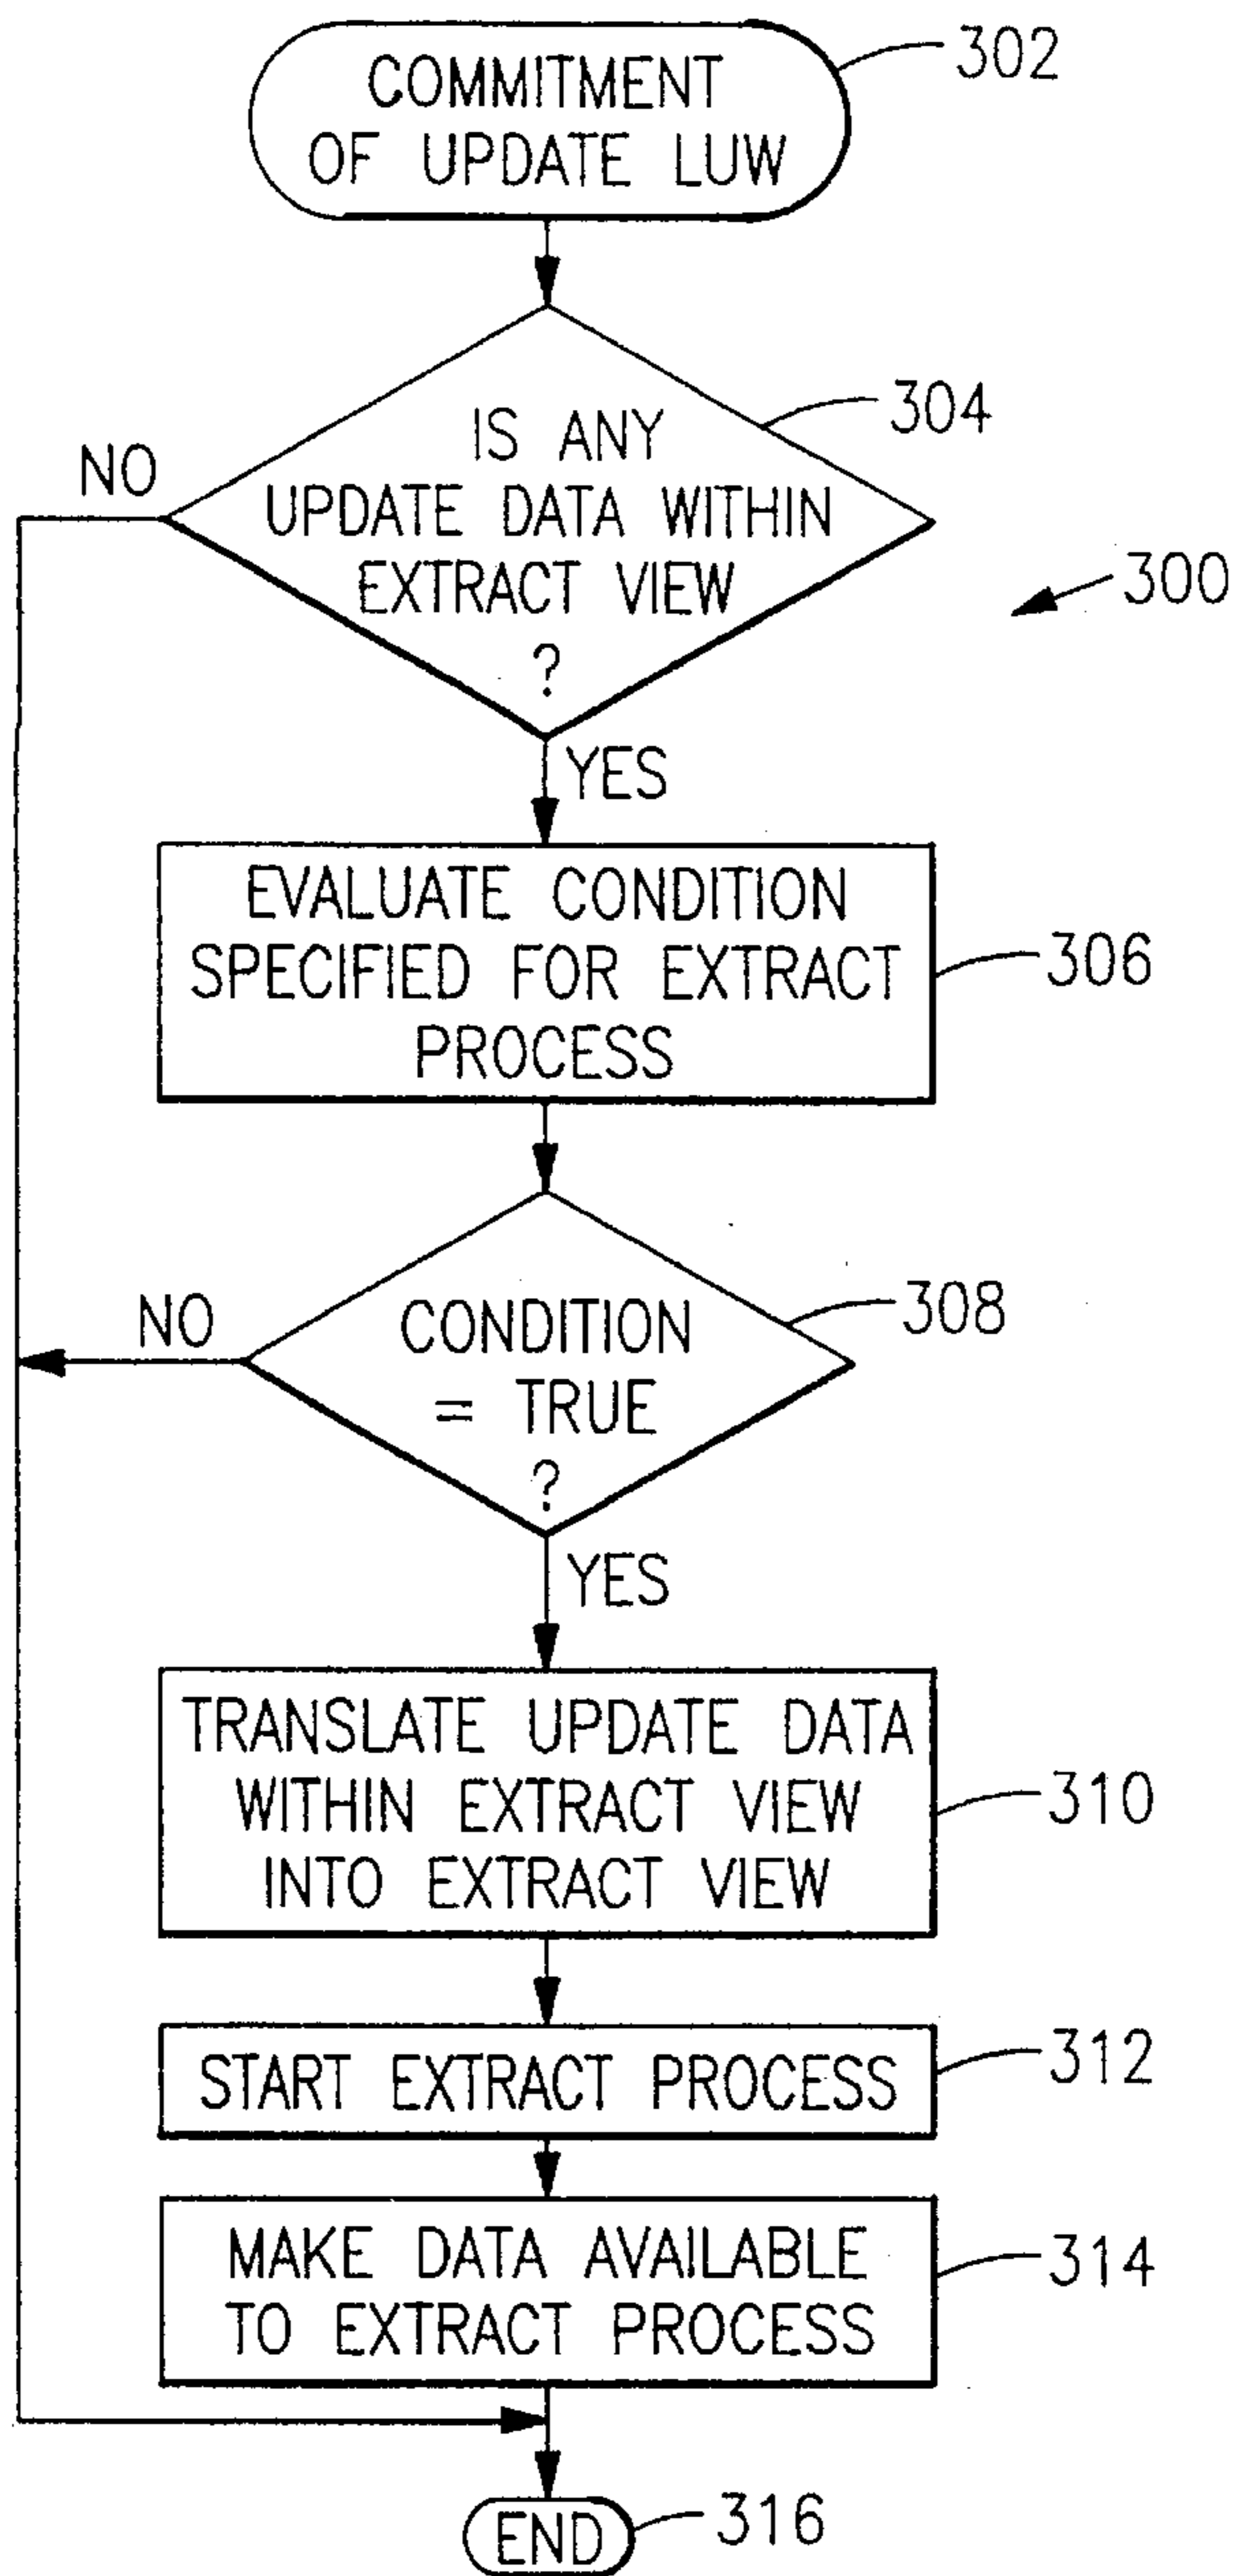 COMMITMENT
OF UPDATE LUW
302
IS ANY
UPDATE DATA WITHIN
EXTRACT VIEW
?
304
NO
300
YES
EVALUATE CONDITION
SPECIFIED FOR EXTRACT
PROCESS
306
CONDITION
= TRUE
?
308
NO
YES
TRANSLATE UPDATE DATA
WITHIN EXTRACT VIEW
INTO EXTRACT VIEW
310
START EXTRACT PROCESS
312
MAKE DATA AVAILABLE
TO EXTRACT PROCESS
314
END
316